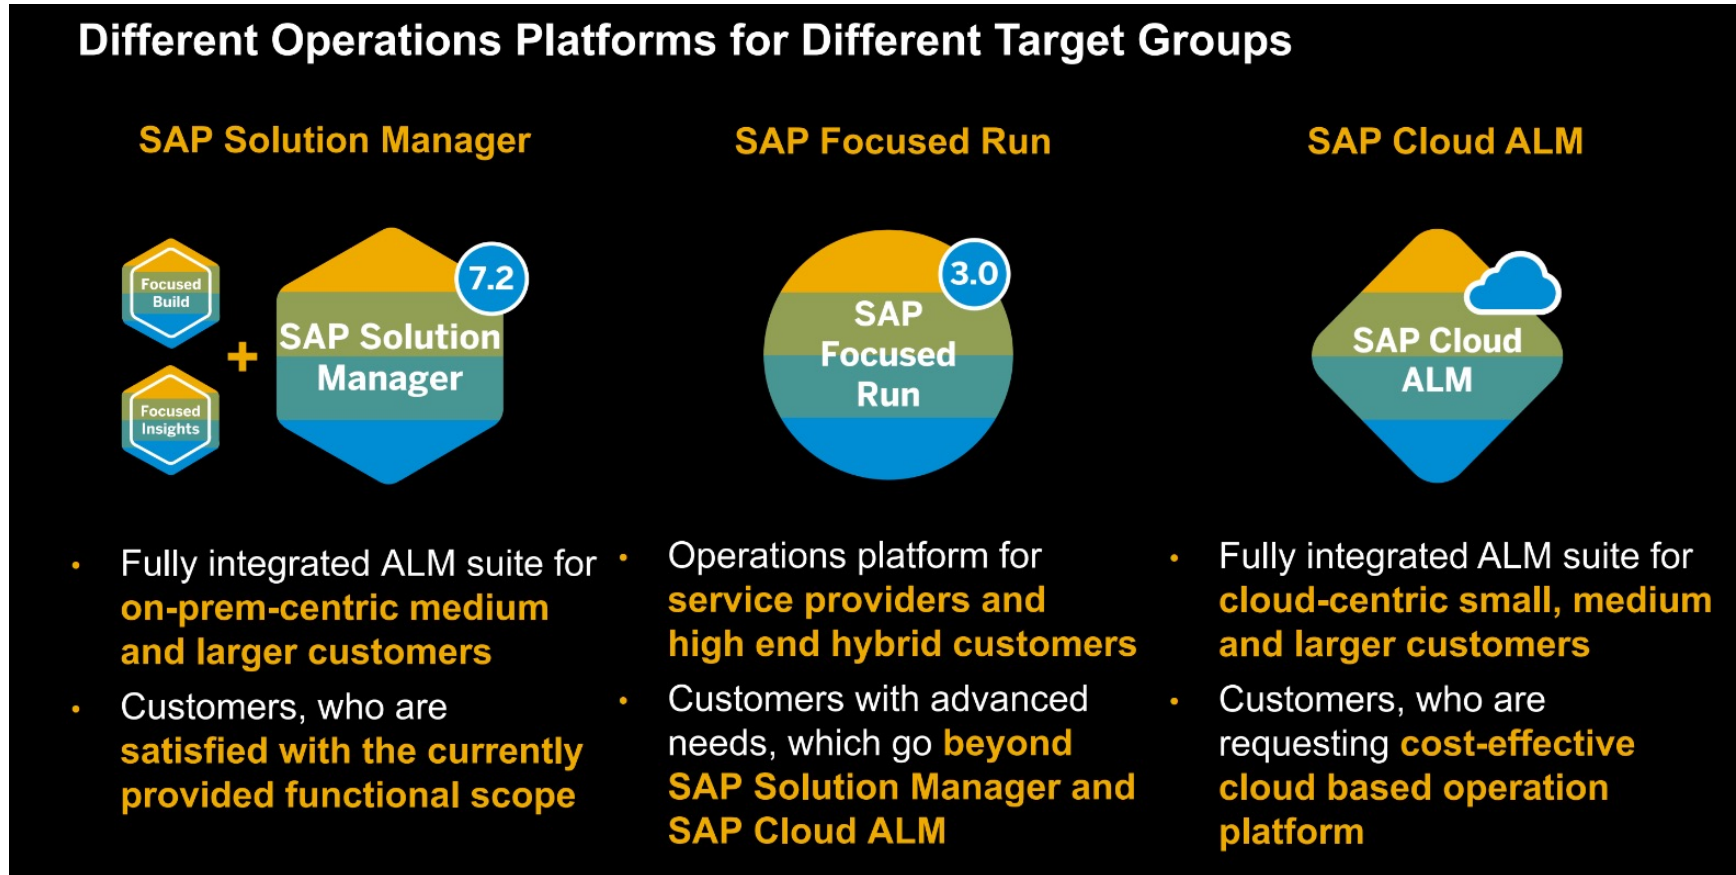 Different Operations Platforms for Different Target Groups
SAP Solution Manager
Focused
Build
Focused
Insights
+
7.2
SAP Solution
Manager
• Fully integrated ALM suite for
on-prem-centric medium
and larger customers
• Customers, who are
satisfied with the currently
provided functional scope
SAP Focused Run
3.0
SAP
Focused
Run
• Operations platform for
service providers and
high end hybrid customers
• Customers with advanced
needs, which go beyond
SAP Solution Manager and
SAP Cloud ALM
SAP Cloud ALM
SAP Cloud
ALM
• Fully integrated ALM suite for
cloud-centric small, medium
and larger customers
• Customers, who are
requesting cost-effective
cloud based operation
platform